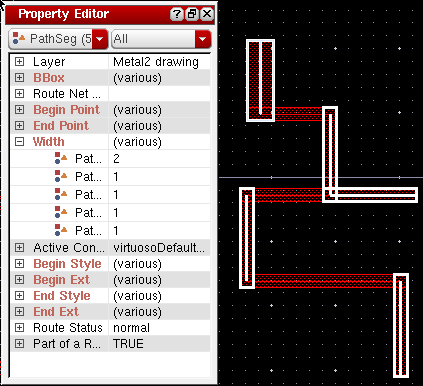 Property Editor
PathSeg (5 All
Layer Metal2 drawing
BBox (various)
Route Net ...
Begin Point (various)
End Point (various)
Width (various)
Pat... 2
Pat... 1
Pat... 1
Pat... 1
Pat... 1
Active Con... virtuosoDefault...
Begin Style (various)
Begin Ext (various)
End Style (various)
End Ext (various)
Route Status normal
Part of a R... TRUE